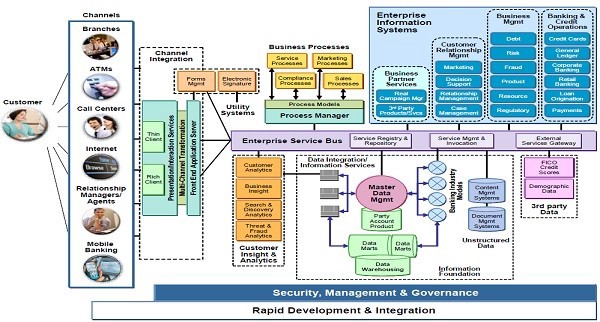 Channels
Branches
ATMs
Customer
Call Centers
Internet
Browse
Relationship
Managers/
Agents
Mobile
Banking
Channel
Integration
Thin
Client
Rich
Client
Presentation/Interaction Services
Multi-Channel Transformation
Front End Application Server
Forms
Mgmt
Electronic
Signature
Utility
Systems
Business Processes
Service
Processes
Marketing
Processes
Compliance
Processes
Sales
Processes
Process Models
Process Manager
Enterprise
Information
Systems
Business
Partner
Services
Real
Campaign Mgr
3rd Party
Products/Svcs
Customer
Relationship
Mgmt
Marketing
Decision
Support
Relationship
Management
Case
Management
Business
Mgmt
Debt
Risk
Fraud
Product
Resource
Regulatory
Banking &
Credit
Operations
Credit Cards
General
Ledger
Corporate
Banking
Retail
Banking
Loan
Origination
Payments
Enterprise Service Bus
Service Registry &
Repository
Service Mgmt &
Invocation
External
Services Gateway
Customer
Analytics
Business
Insight
Search &
Discovery
Analytics
Threat &
Fraud
Analytics
Customer
Insight &
Analytics
Data Integration/
Information Services
Master
Data
Mgmt
Party
Account
Product
Data
Marts
Data
Marts
Data
Warehousing
Banking/Industry
Models
Content
Mgmt
Systems
Document
Mgmt
Systems
Unstructured
Data
Information
Foundation
FICO
Credit
Scores
Demographic
Data
3rd party
Data
Security, Management & Governance
Rapid Development & Integration